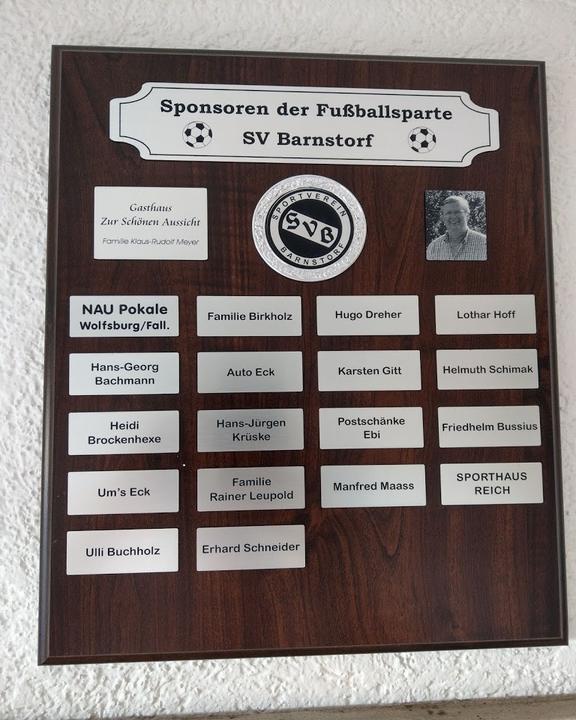 Sponsoren der Fußballsparte
SV Barnstorf
Gasthaus
Zur Schönen Aussicht
Familie Klaus-Rudolf Meyer
SPORTVEREIN
SVB
BARNSTORF
NAU Pokale
Wolfsburg/Fall.
Familie Birkholz
Hugo Dreher
Lothar Hoff
Hans-Georg
Bachmann
Auto Eck
Karsten Gitt
Helmuth Schimak
Heidi
Brockenhexe
Hans-Jürgen
Krüske
Postschänke
Ebi
Friedhelm Bussius
Um's Eck
Familie
Rainer Leupold
Manfred Maass
SPORTHAUS
REICH
Ulli Buchholz
Erhard Schneider